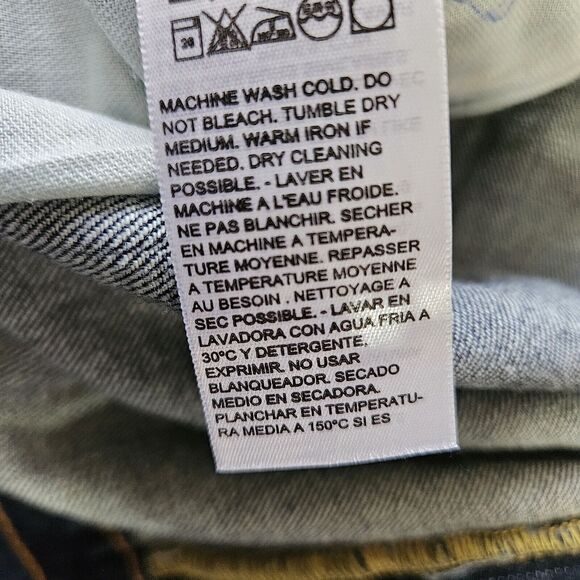 MACHINE WASH COLD. DO
NOT BLEACH. TUMBLE DRY
MEDIUM. WARM IRON IF
NEEDED. DRY CLEANING
POSSIBLE. - LAVER EN
MACHINE A L'EAU FROIDE.
NE PAS BLANCHIR. SECHER
EN MACHINE A TEMPERA-
TURE MOYENNE. REPASSER
A TEMPERATURE MOYENNE
AU BESOIN . NETTOYAGE A
SEC POSSIBLE. - LAVAR EN
LAVADORA CON AGUA FRIA A
30°C Y DETERGENTE.
EXPRIMIR. NO USAR
BLANQUEADOR. SECADO
MEDIO EN SECADORA.
PLANCHAR EN TEMPERATU-
RA MEDIA A 150°C SI ES